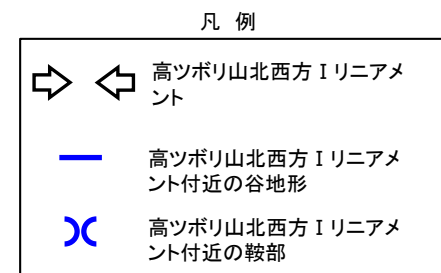 凡 例
高ツボリ山北西方Ⅰリニアメ
ント
高ツボリ山北西方Ⅰリニアメ
ント付近の谷地形
高ツボリ山北西方Ⅰリニアメ
ント付近の鞍部